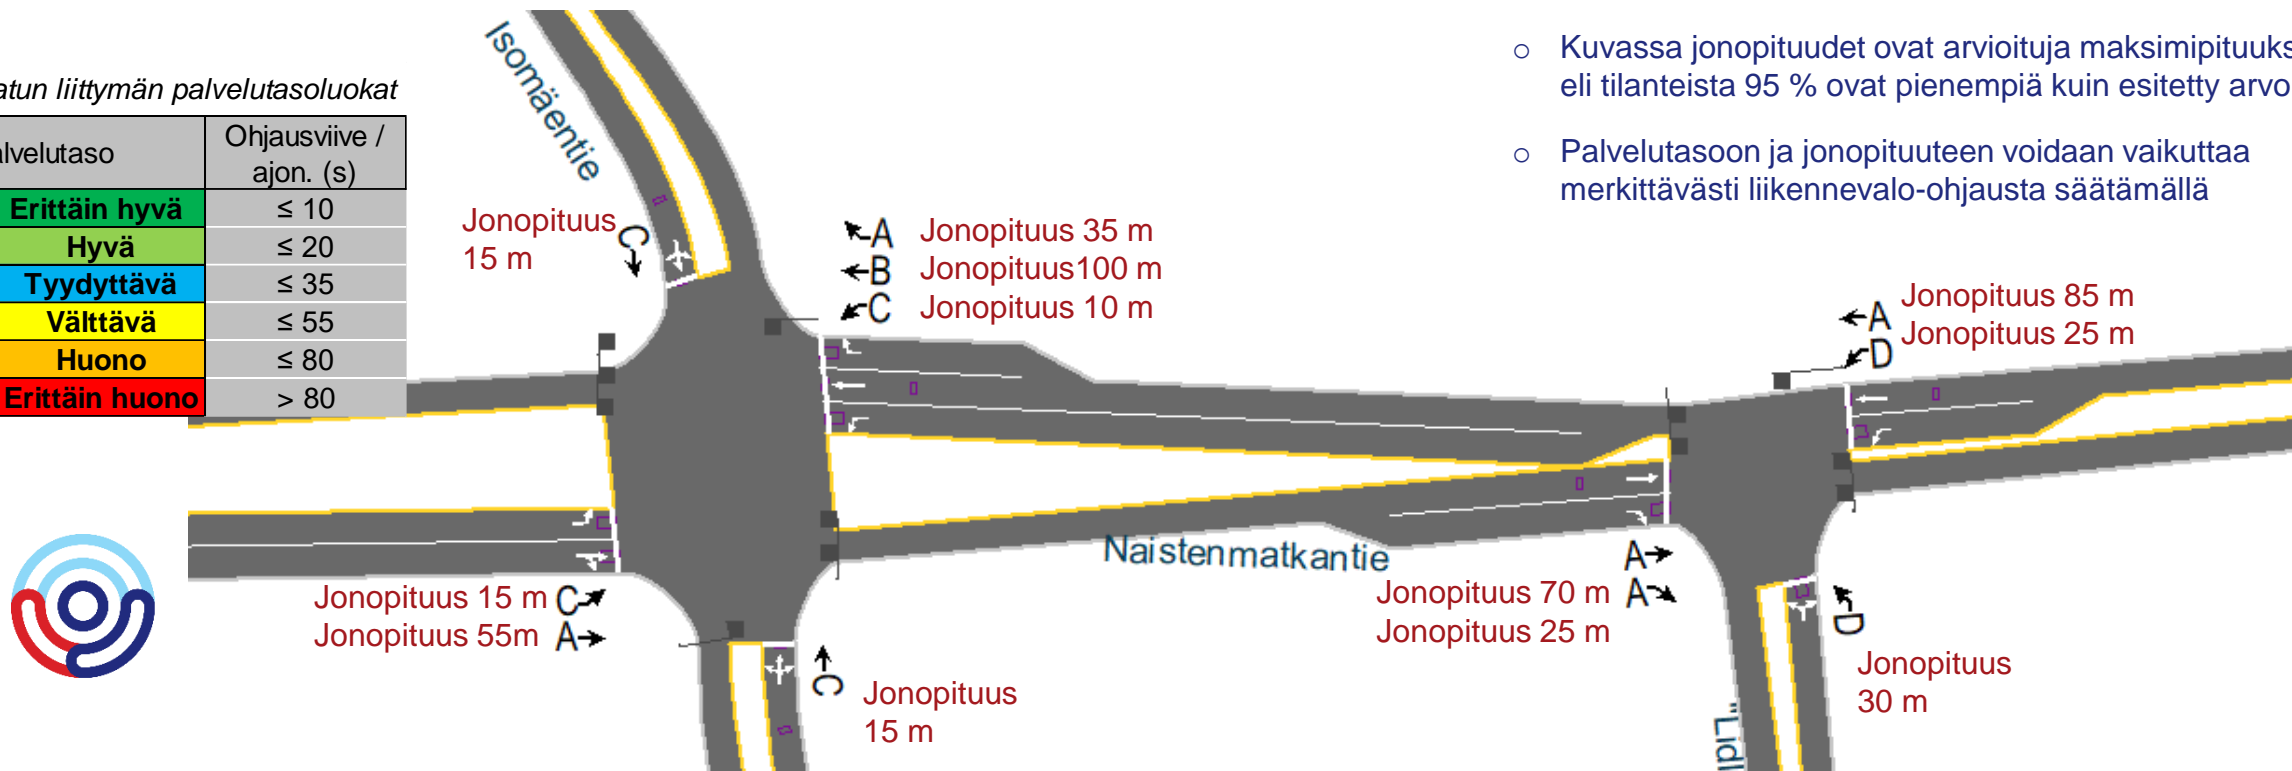 atun liittymän palvelutasoluokat
alvelutaso
Ohjausviive /
ajon. (s)
Erittäin hyvä ≤ 10
Hyvä ≤ 20
Tyydyttävä ≤ 35
Välttävä ≤ 55
Huono ≤ 80
Erittäin huono > 80
Isomäentie
Jonopituus
15 m
C
A Jonopituus 35 m
B Jonopituus100 m
C Jonopituus 10 m
o Kuvassa jonopituudet ovat arvioituja maksimipituuks
eli tilanteista 95 % ovat pienempiä kuin esitetty arvo
o Palvelutasoon ja jonopituuteen voidaan vaikuttaa
merkittävästi liikennevalo-ohjausta säätämällä
A Jonopituus 85 m
D Jonopituus 25 m
Naistenmatkantie
Jonopituus 15 m C
Jonopituus 55m A
C
Jonopituus
15 m
A
Jonopituus 70 m A
Jonopituus 25 m
D
Jonopituus
30 m
"Lidl